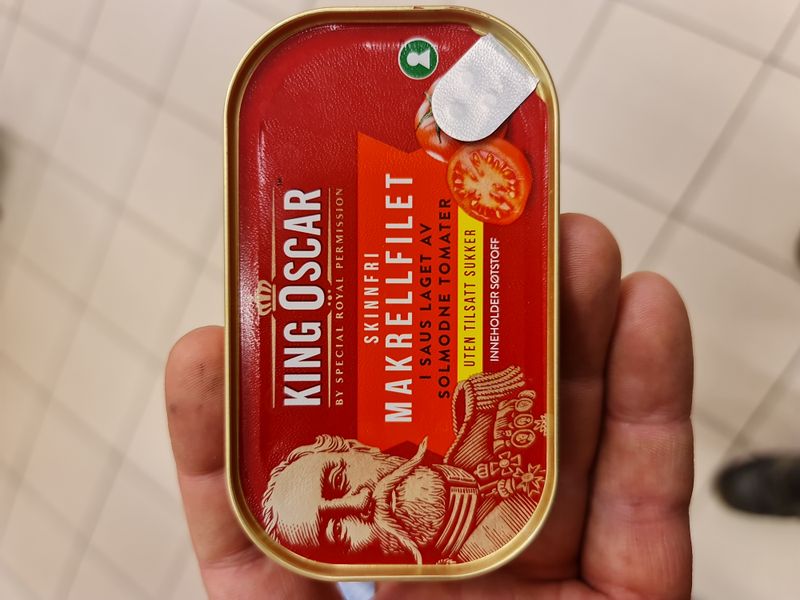 KING OSCAR
BY SPECIAL ROYAL PERMISSION
SKINNFRI
MAKRELLFILET
I SAUS LAGET AV
SOLMODNE TOMATER
UTEN TILSATT SUKKER
INNEHOLDER SØTSTOFF